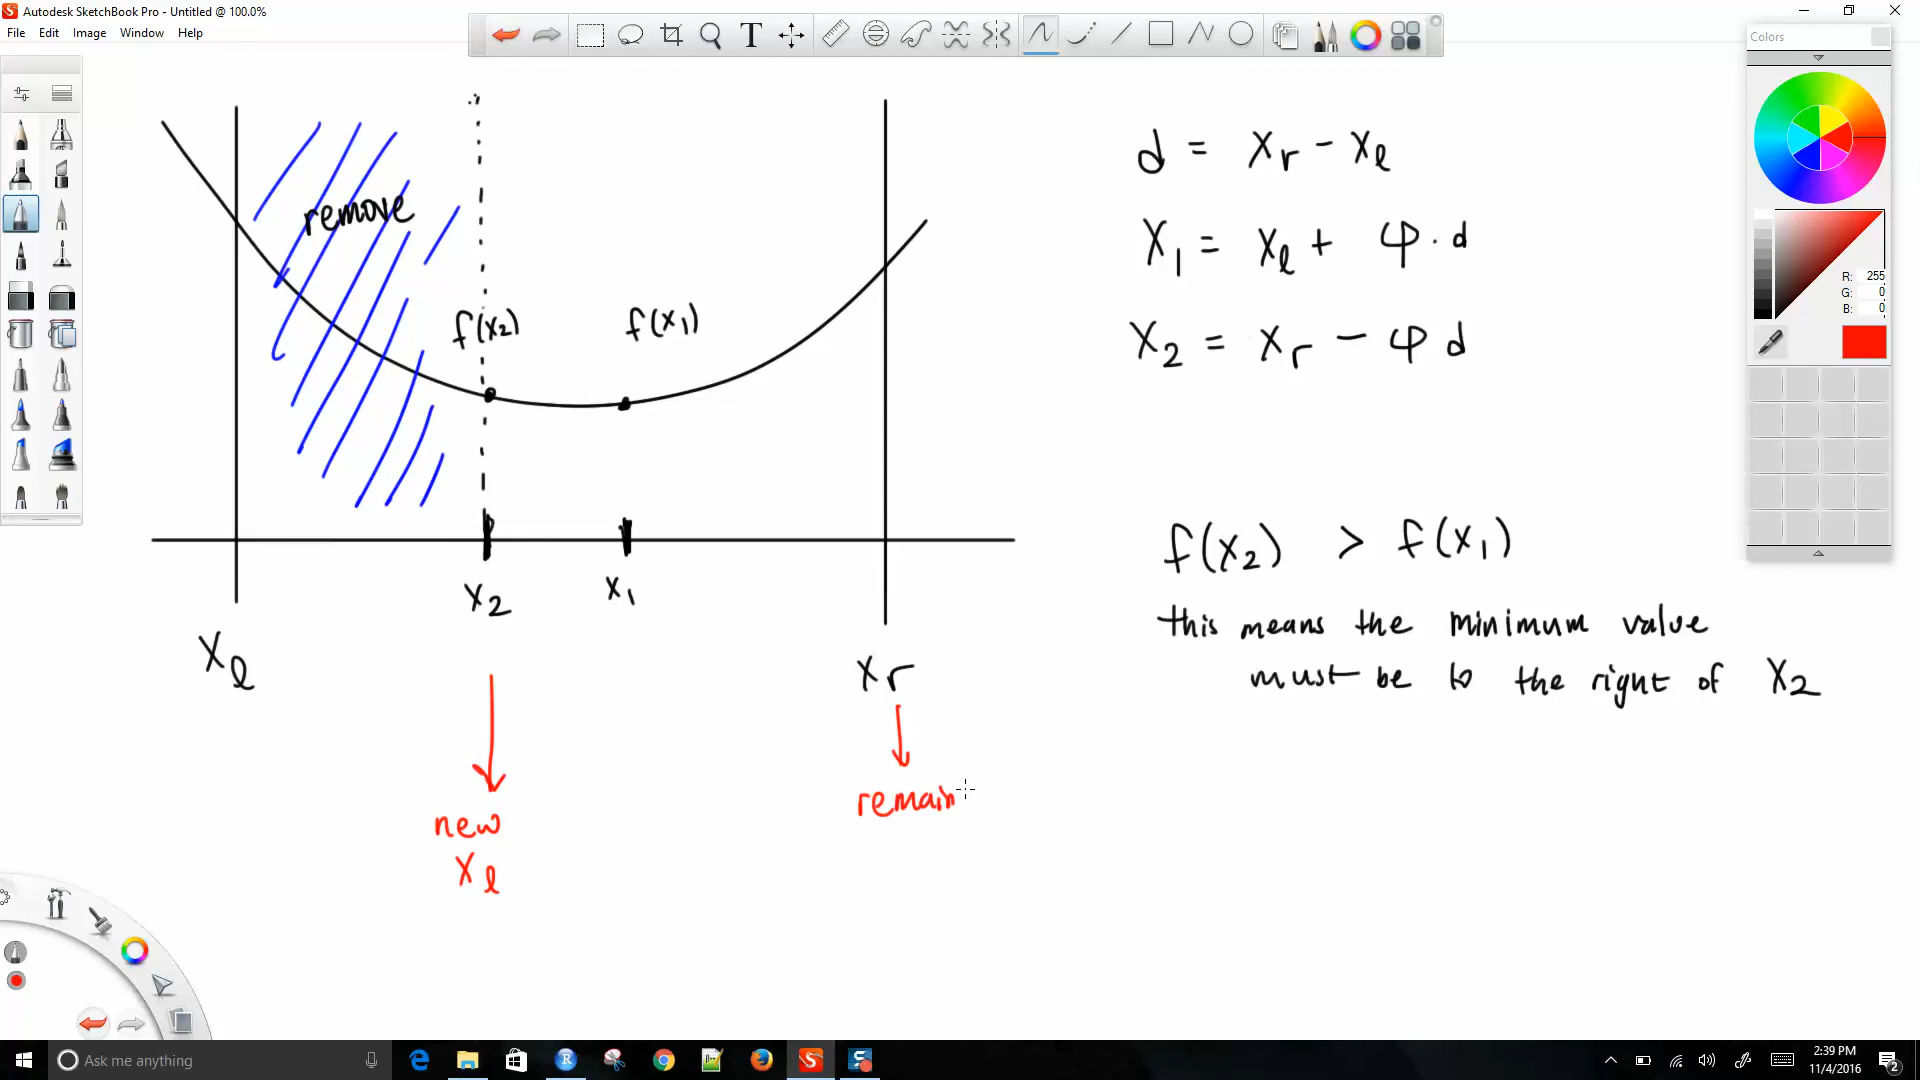 Autodesk SketchBook Pro - Untitled @ 100.0%
File Edit Image Window Help
T
Colors
R: 255
G: 0
B: 0
remove
f(x2)
f(x1)
x2
x1
xℓ
xr
new
xℓ
remain
d = xr - xℓ
x1 = xℓ + φ · d
x2 = xr - φ d
f(x2) > f(x1)
this means the minimum value
must be to the right of x2
Ask me anything
2:39 PM
11/4/2016
2